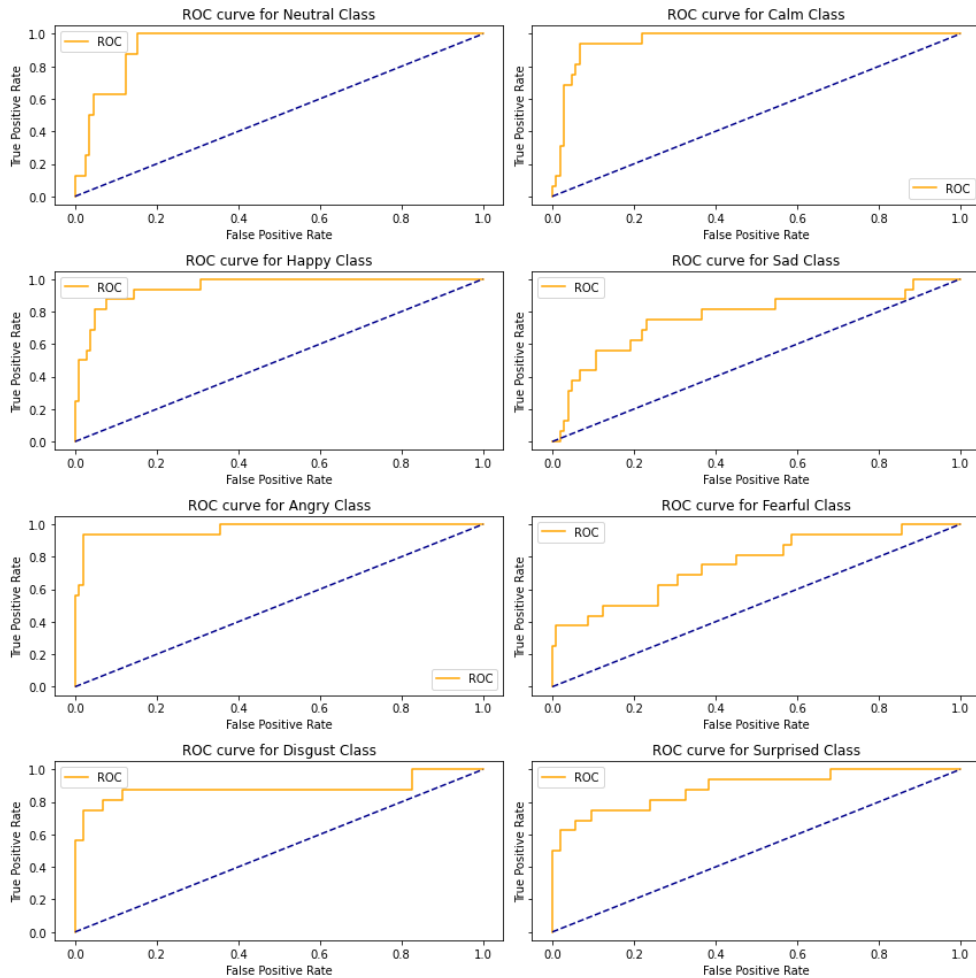 ROC curve for Neutral Class
ROC
True Positive Rate
1.0
0.8
0.6
0.4
0.2
0.0
0.0 0.2 0.4 0.6 0.8 1.0
False Positive Rate
ROC curve for Calm Class
ROC
True Positive Rate
0.0 0.2 0.4 0.6 0.8 1.0
False Positive Rate
ROC curve for Happy Class
ROC
True Positive Rate
1.0
0.8
0.6
0.4
0.2
0.0
0.0 0.2 0.4 0.6 0.8 1.0
False Positive Rate
ROC curve for Sad Class
ROC
True Positive Rate
0.0 0.2 0.4 0.6 0.8 1.0
False Positive Rate
ROC curve for Angry Class
ROC
True Positive Rate
1.0
0.8
0.6
0.4
0.2
0.0
0.0 0.2 0.4 0.6 0.8 1.0
False Positive Rate
ROC curve for Fearful Class
ROC
True Positive Rate
0.0 0.2 0.4 0.6 0.8 1.0
False Positive Rate
ROC curve for Disgust Class
ROC
True Positive Rate
1.0
0.8
0.6
0.4
0.2
0.0
0.0 0.2 0.4 0.6 0.8 1.0
False Positive Rate
ROC curve for Surprised Class
ROC
True Positive Rate
0.0 0.2 0.4 0.6 0.8 1.0
False Positive Rate